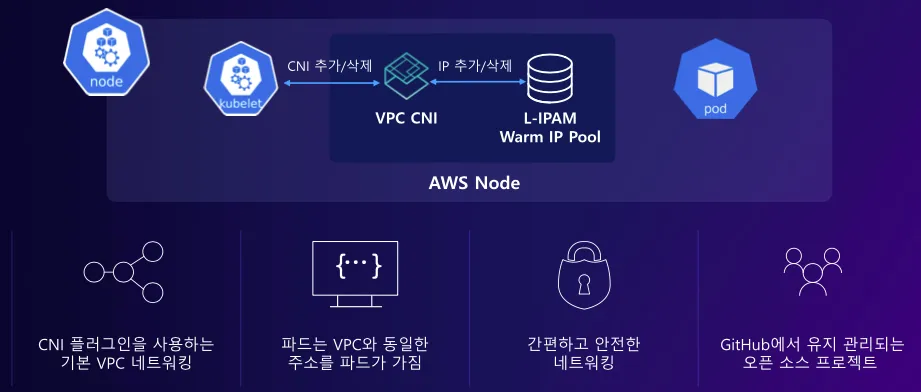 node
kubelet
CNI 추가/삭제
VPC CNI
IP 추가/삭제
L-IPAM
Warm IP Pool
pod
AWS Node
{···}
CNI 플러그인을 사용하는
기본 VPC 네트워킹
파드는 VPC와 동일한
주소를 파드가 가짐
간편하고 안전한
네트워킹
GitHub에서 유지 관리되는
오픈 소스 프로젝트